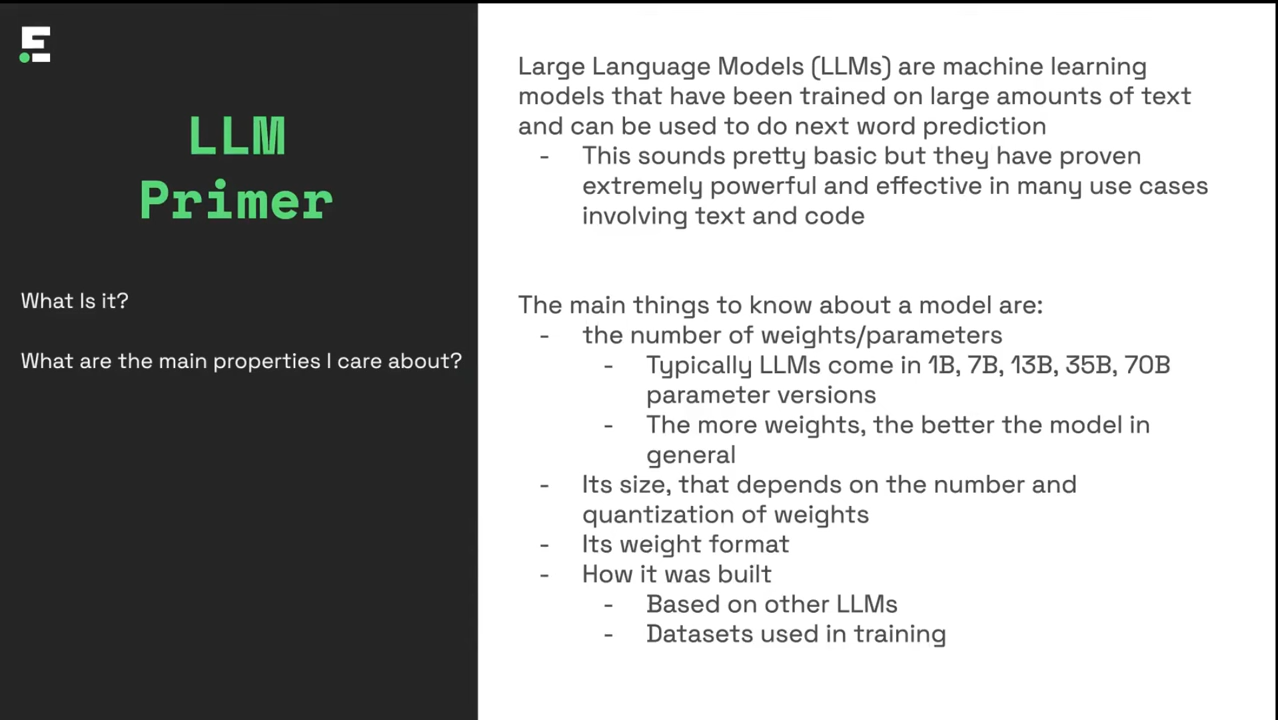 LLM
Primer
What Is it?
What are the main properties I care about?
Large Language Models (LLMs) are machine learning
models that have been trained on large amounts of text
and can be used to do next word prediction
- This sounds pretty basic but they have proven
extremely powerful and effective in many use cases
involving text and code
The main things to know about a model are:
- the number of weights/parameters
- Typically LLMs come in 1B, 7B, 13B, 35B, 70B
parameter versions
- The more weights, the better the model in
general
- Its size, that depends on the number and
quantization of weights
- Its weight format
- How it was built
- Based on other LLMs
- Datasets used in training